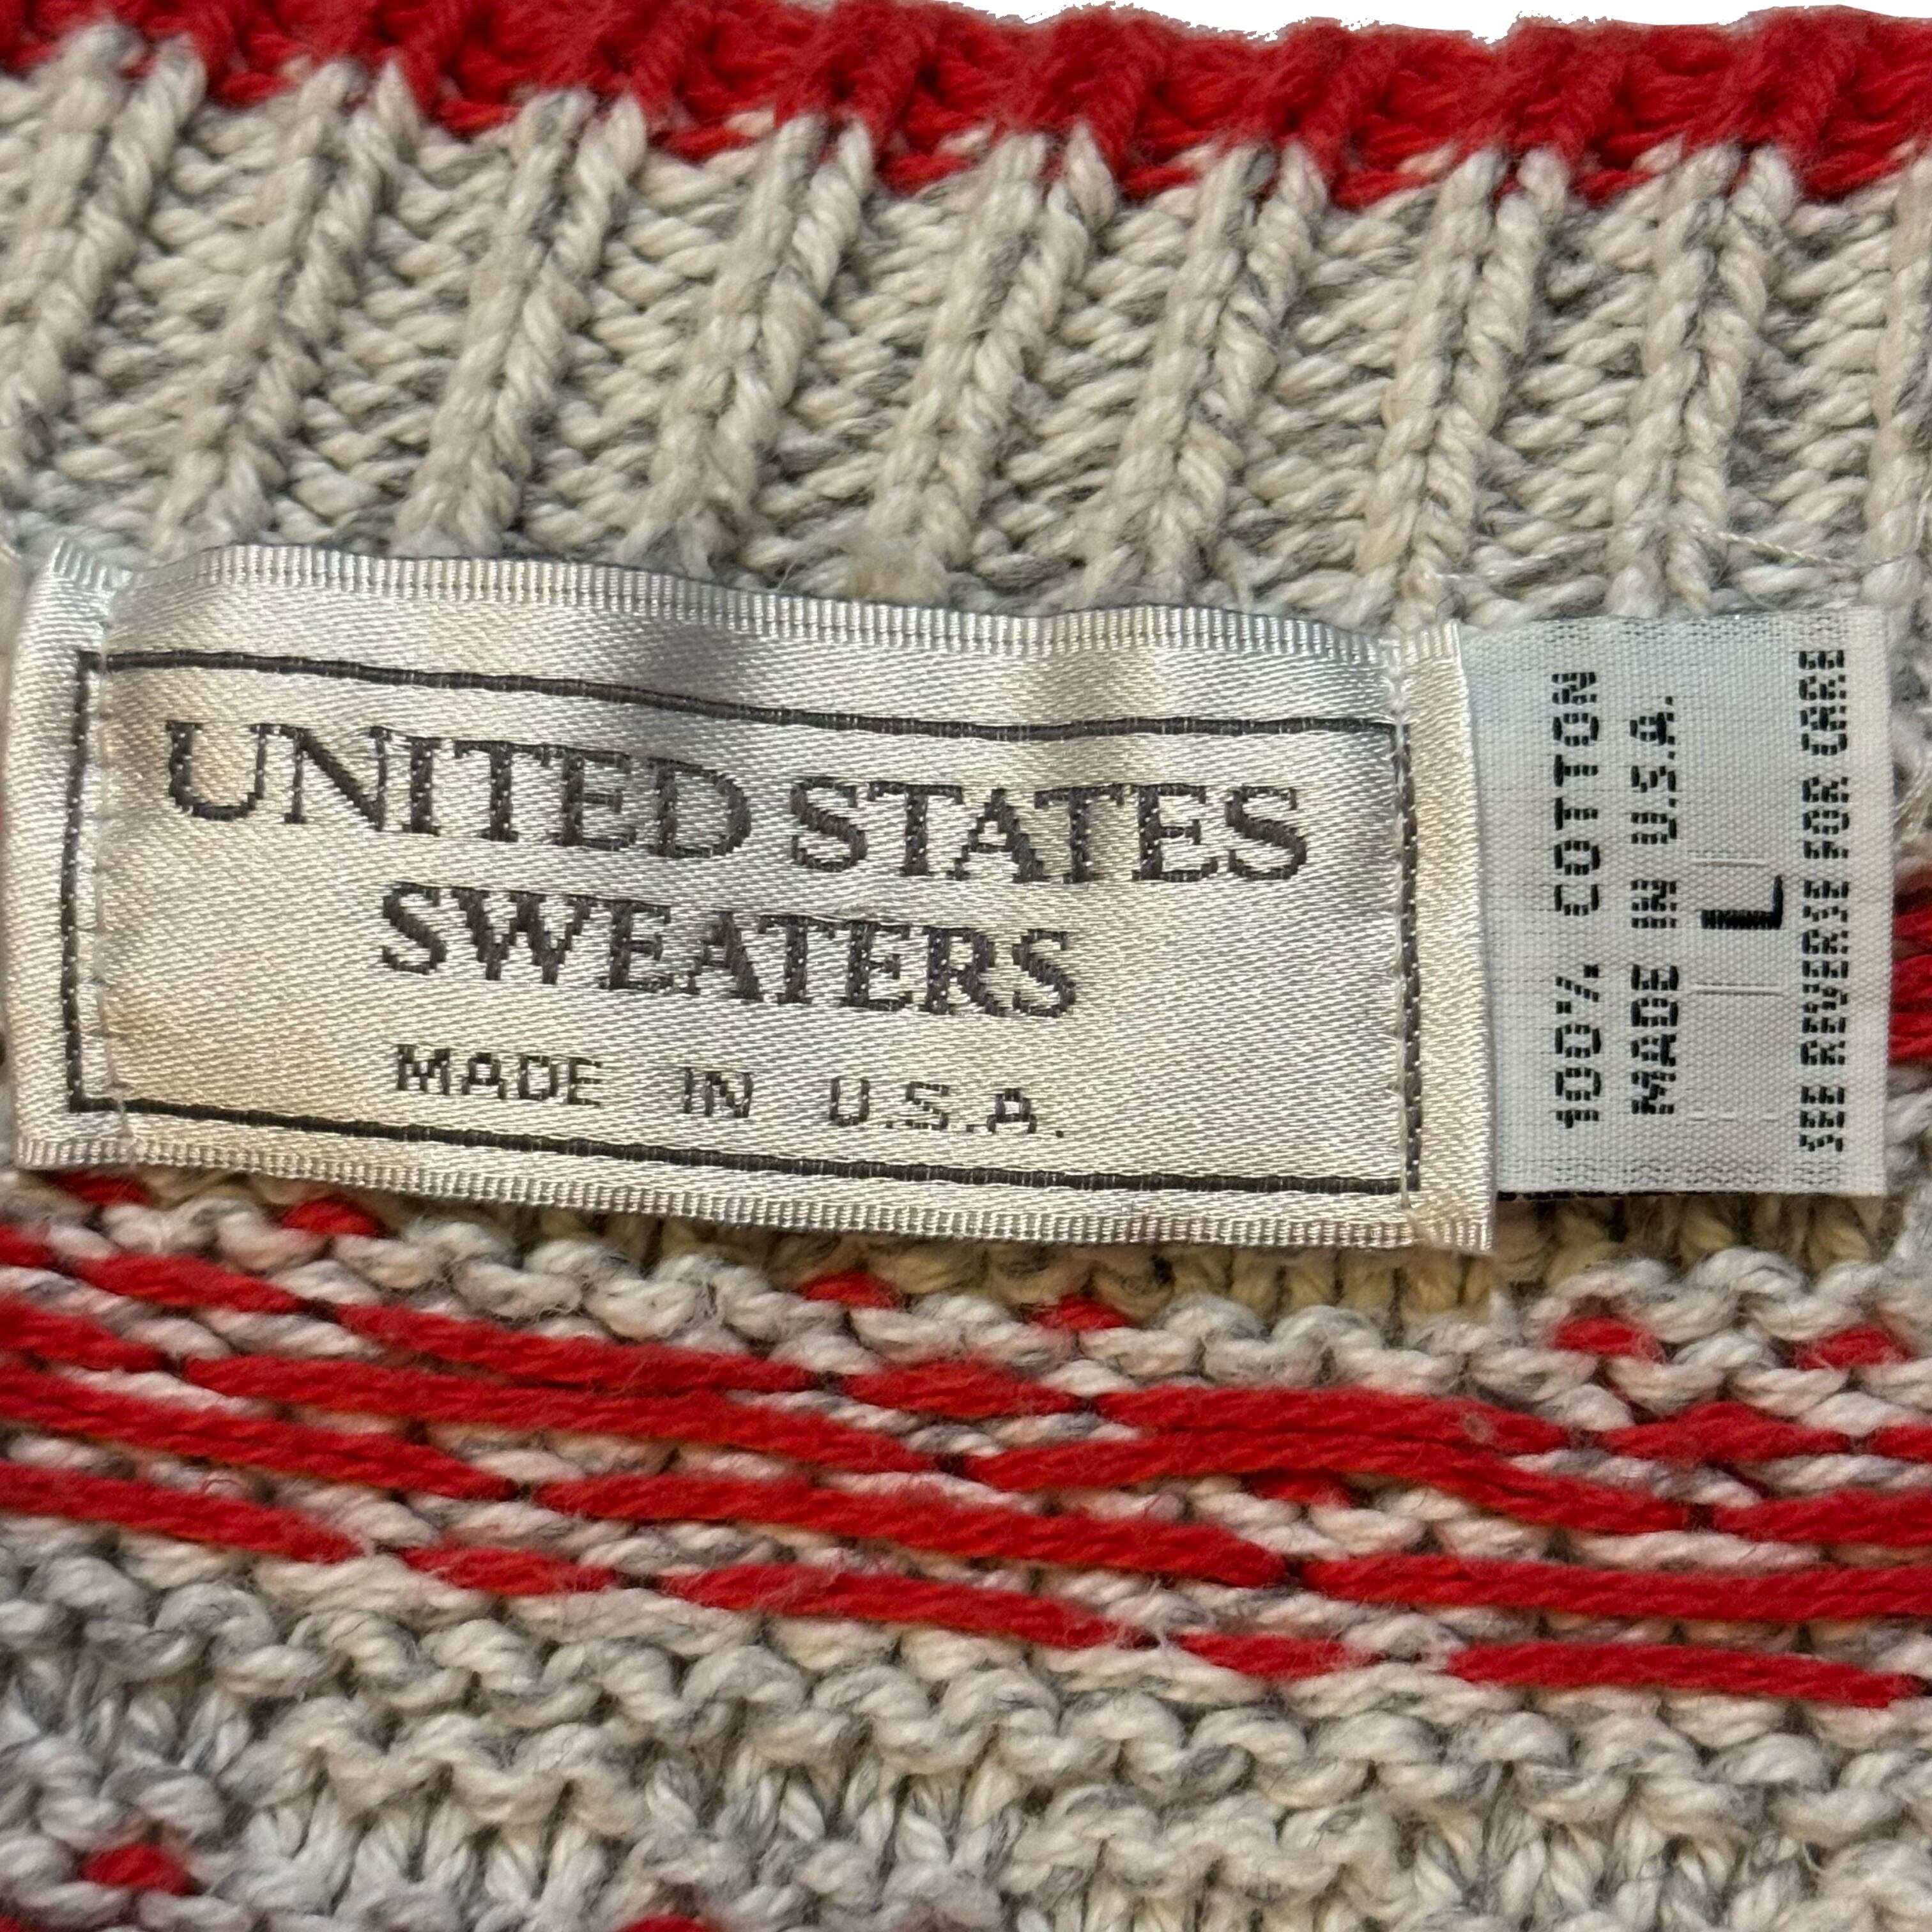 UNITED STATES
SWEATERS
MADE IN U.S.A.
100% COTTON
MADE IN U.S.A.
L
SEE REVERSE FOR CARE